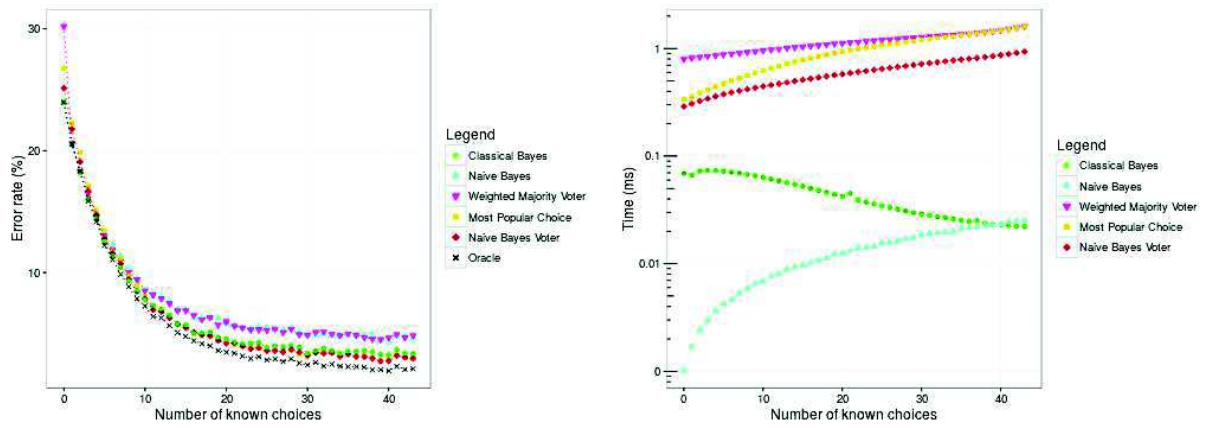 30
20
10
Error rate (%)
0
10
20
30
40
Number of known choices
Legend
Classical Bayes
Naive Bayes
Weighted Majority Voter
Most Popular Choice
Naive Bayes Voter
Oracle
1
0.1
0.01
0
Time (ms)
0
10
20
30
40
Number of known choices
Legend
Classical Bayes
Naive Bayes
Weighted Majority Voter
Most Popular Choice
Naive Bayes Voter